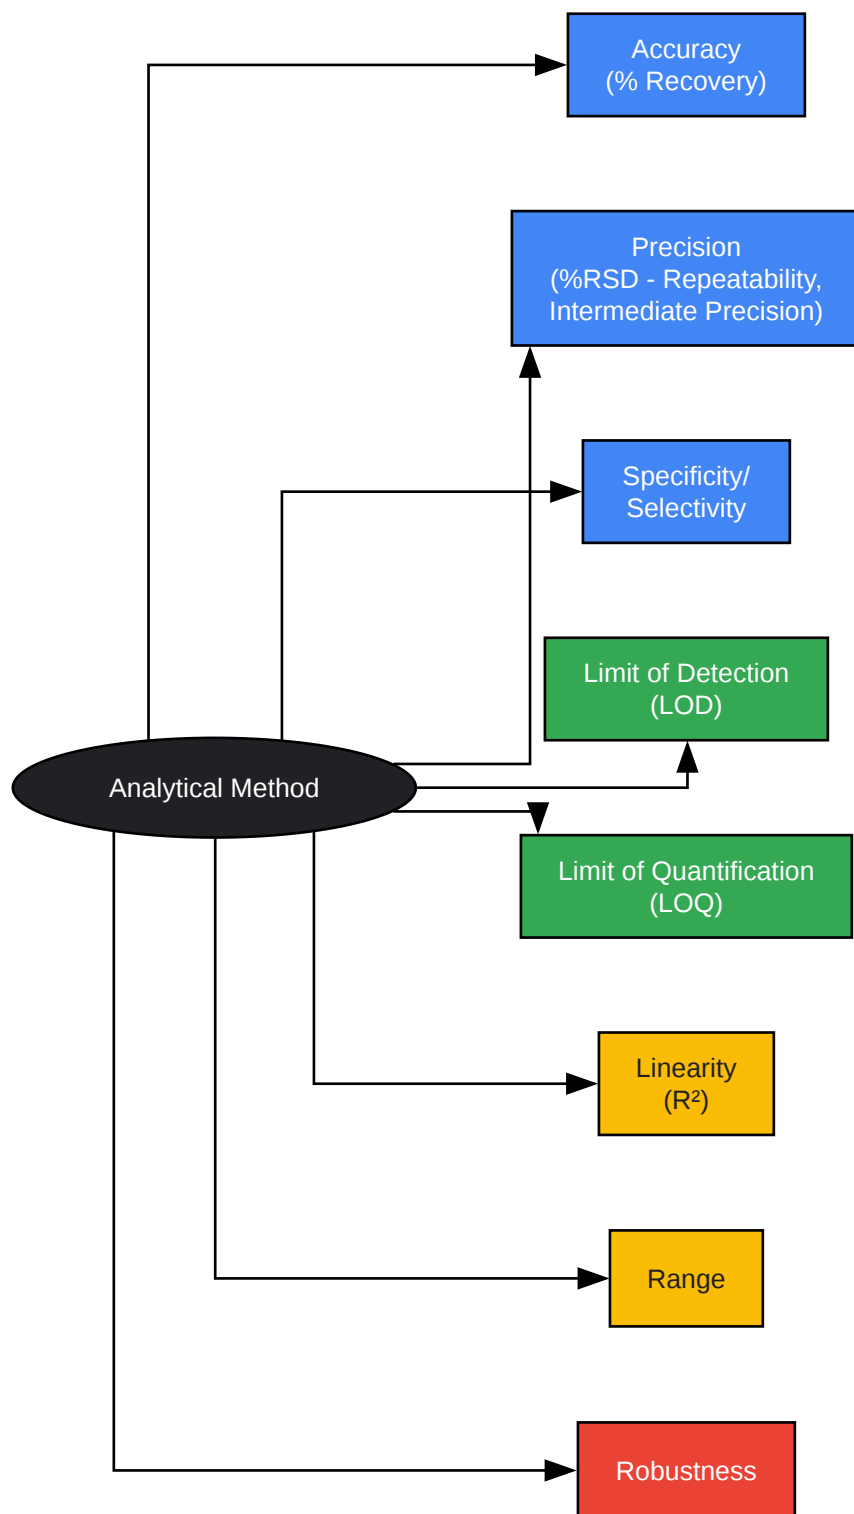 Accuracy
(% Recovery)
Precision
(%RSD - Repeatability,
Intermediate Precision)
Specificity/
Selectivity
Limit of Detection
(LOD)
Analytical Method
Limit of Quantification
(LOQ)
Linearity
(R²)
Range
Robustness